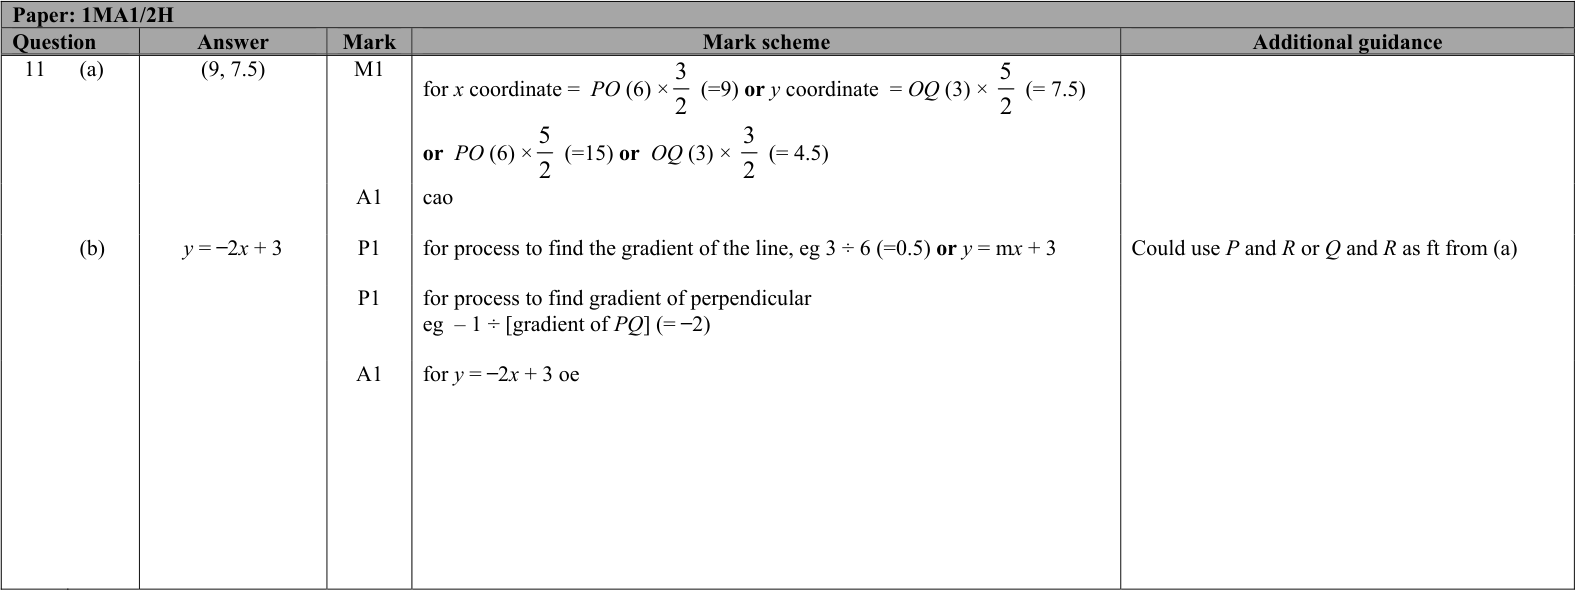 Paper: 1MA1/2H
Question Answer Mark Mark scheme Additional guidance
11 (a) (9, 7.5) M1 for x coordinate = PO (6) × 3/2 (=9) or y coordinate = OQ (3) × 5/2 (= 7.5)
or PO (6) × 5/2 (=15) or OQ (3) × 3/2 (= 4.5)
A1 cao
(b) y = −2x + 3 P1 for process to find the gradient of the line, eg 3 ÷ 6 (=0.5) or y = mx + 3 Could use P and R or Q and R as ft from (a)
P1 for process to find gradient of perpendicular
eg – 1 ÷ [gradient of PQ] (= −2)
A1 for y = −2x + 3 oe